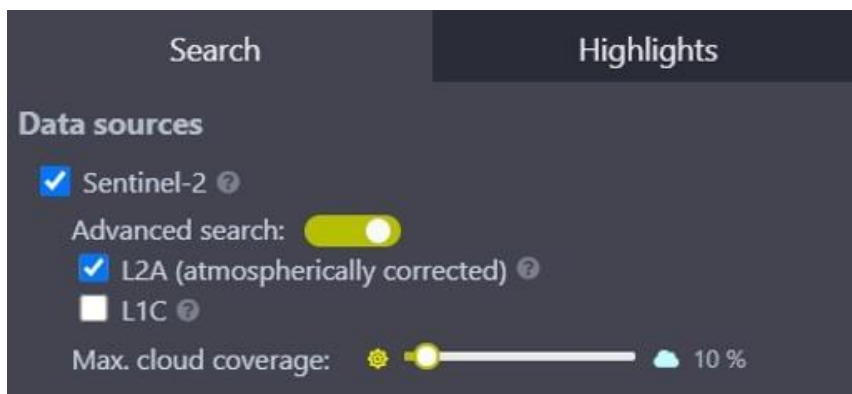 Search Highlights
Data sources
Sentinel-2 ?
Advanced search:
L2A (atmospherically corrected) ?
L1C ?
Max. cloud coverage: 10 %